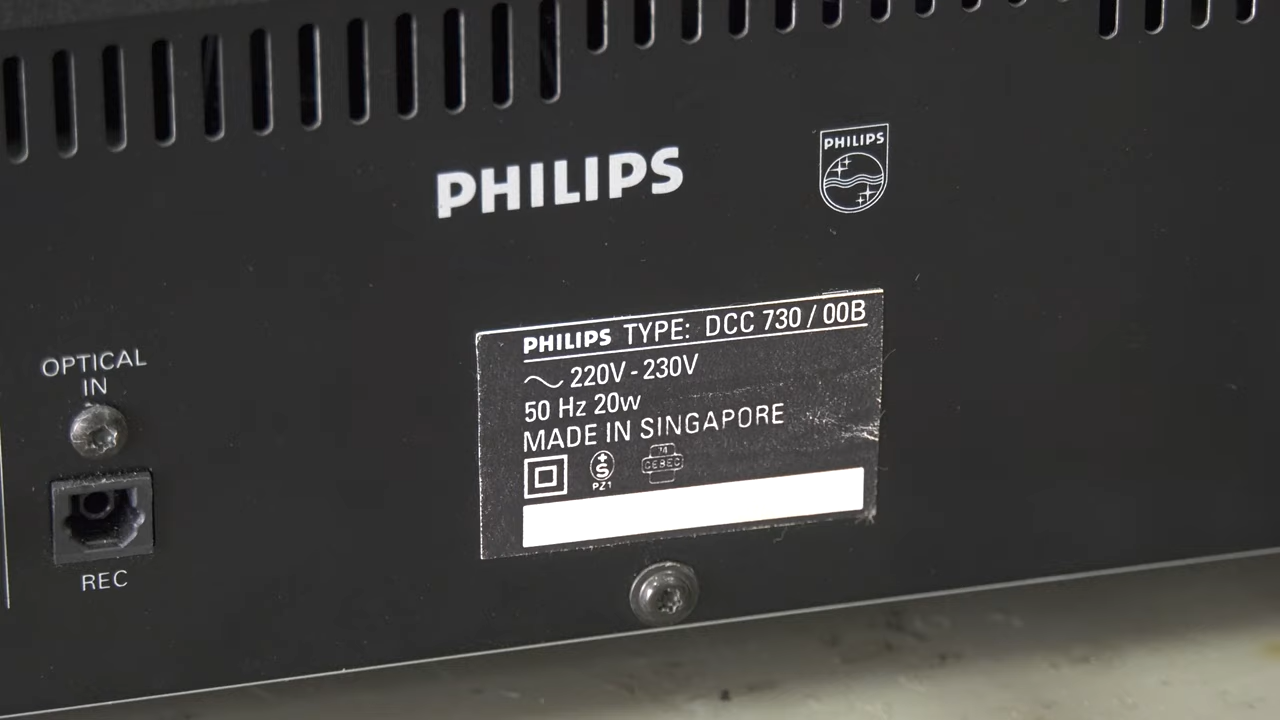 PHILIPS
PHILIPS
OPTICAL
IN
REC
PHILIPS TYPE: DCC 730 / 00B
220V - 230V
50 Hz 20w
MADE IN SINGAPORE
S
PZ1
74
CEBEC